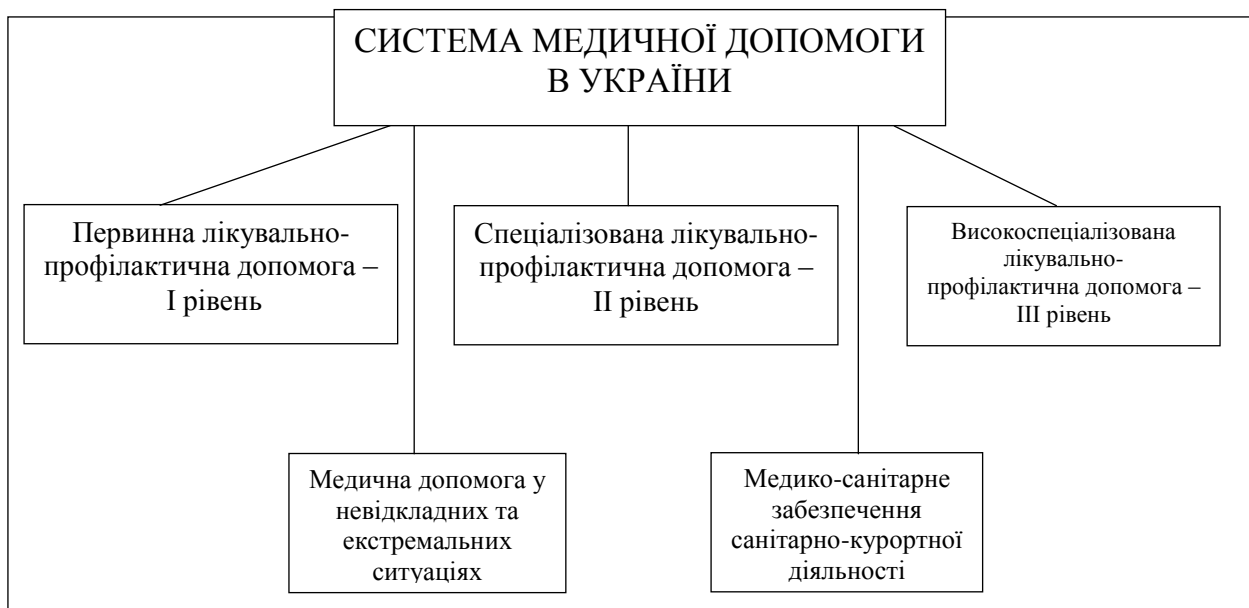 СИСТЕМА МЕДИЧНОЇ ДОПОМОГИ
В УКРАЇНИ
Первинна лікувально-
профілактична допомога –
І рівень
Спеціалізована лікувально-
профілактична допомога –
ІІ рівень
Високоспеціалізована
лікувально-
профілактична допомога –
ІІІ рівень
Медична допомога у
невідкладних та
екстремальних
ситуаціях
Медико-санітарне
забезпечення
санітарно-курортної
діяльності